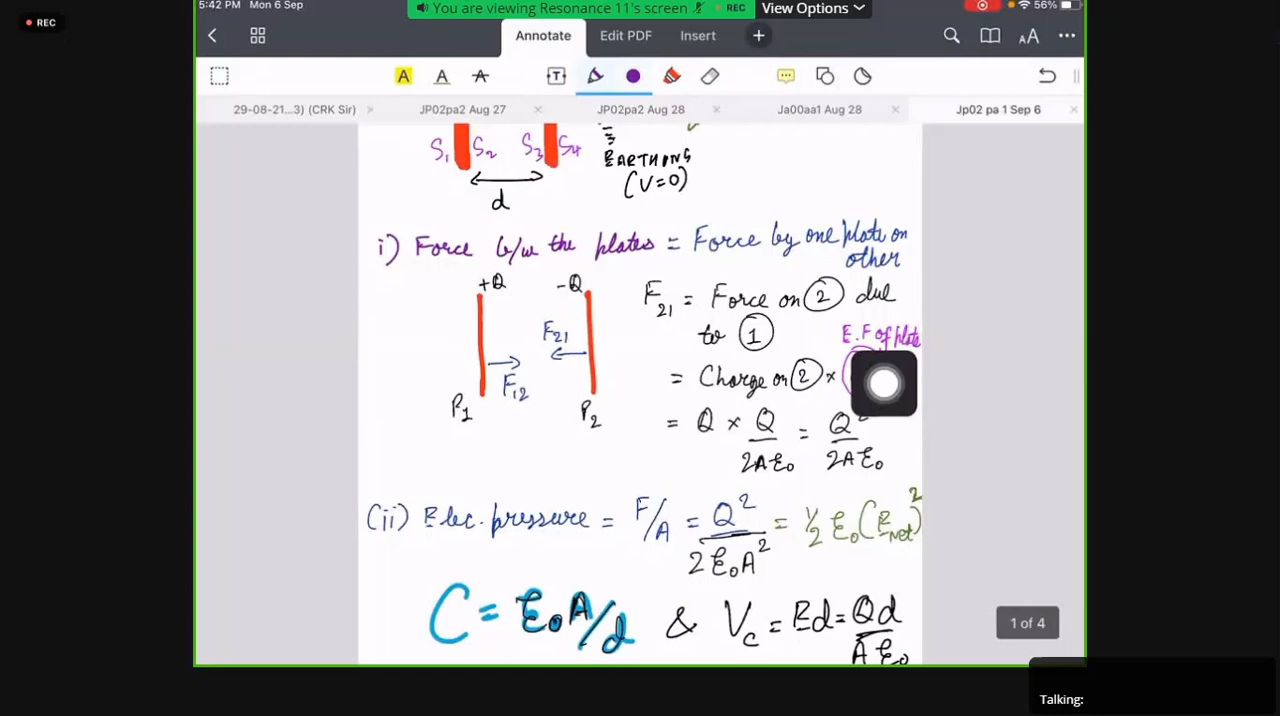 REC
5:42 PM Mon 6 Sep
You are viewing Resonance 11's screen
REC
View Options
56%
Annotate
Edit PDF
Insert
+
A
A
A
T
AA
29-08-21...3) (CRK Sir) ×
JP02pa2 Aug 27 ×
JP02pa2 Aug 28 ×
Ja00aa1 Aug 28 ×
Jp02 pa 1 Sep 6 ×
S₁ S₂ S₃ S₄
EARTHING
(V=0)
d
i) Force b/w the plates = Force by one plate on
other
+Q -Q
F₂₁ = Force on ② due
to ①
E.F of plate
F₂₁
F₁₂
= Charge on ② ×
P₁ P₂
= Q × Q/2Aε₀ = Q²/2Aε₀
(ii) Elec. pressure = F/A = Q²/2ε₀A² = ½ ε₀(E_net)²
C = ε₀A/d & V_c = Ed = Qd/Aε₀
1 of 4
Talking: